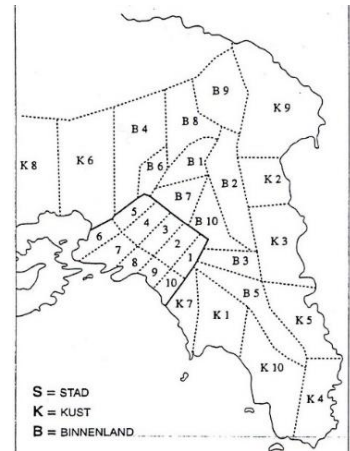 B 9
K 9
B 4
B 8
K 8
K 6
B 6
B 1
B 2
K 2
B 7
5
4
3
B 10
6
7
2
K 3
8
1
B 3
9
10
B 5
K 7
K 1
K 5
K 10
K 4
S = STAD
K = KUST
B = BINNENLAND